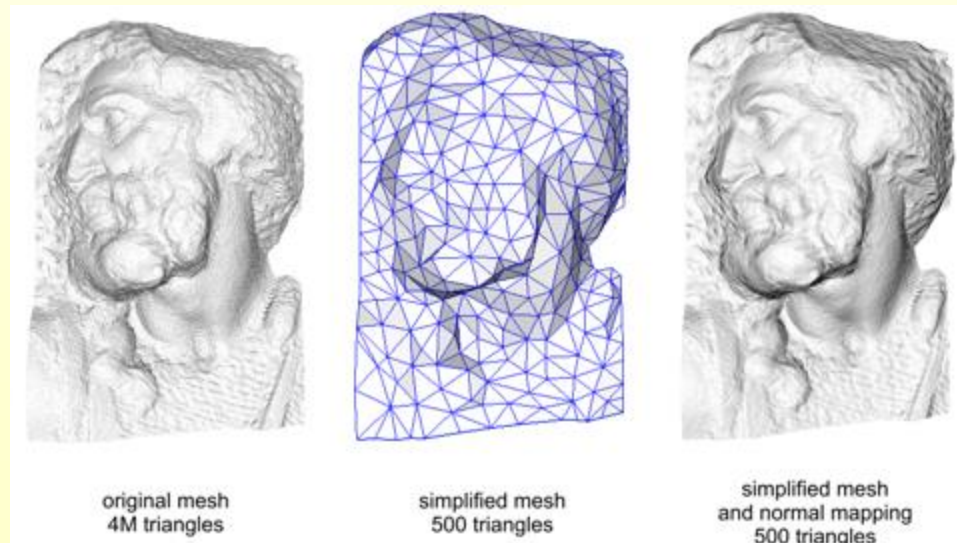 original mesh
4M triangles
simplified mesh
500 triangles
simplified mesh
and normal mapping
500 triangles